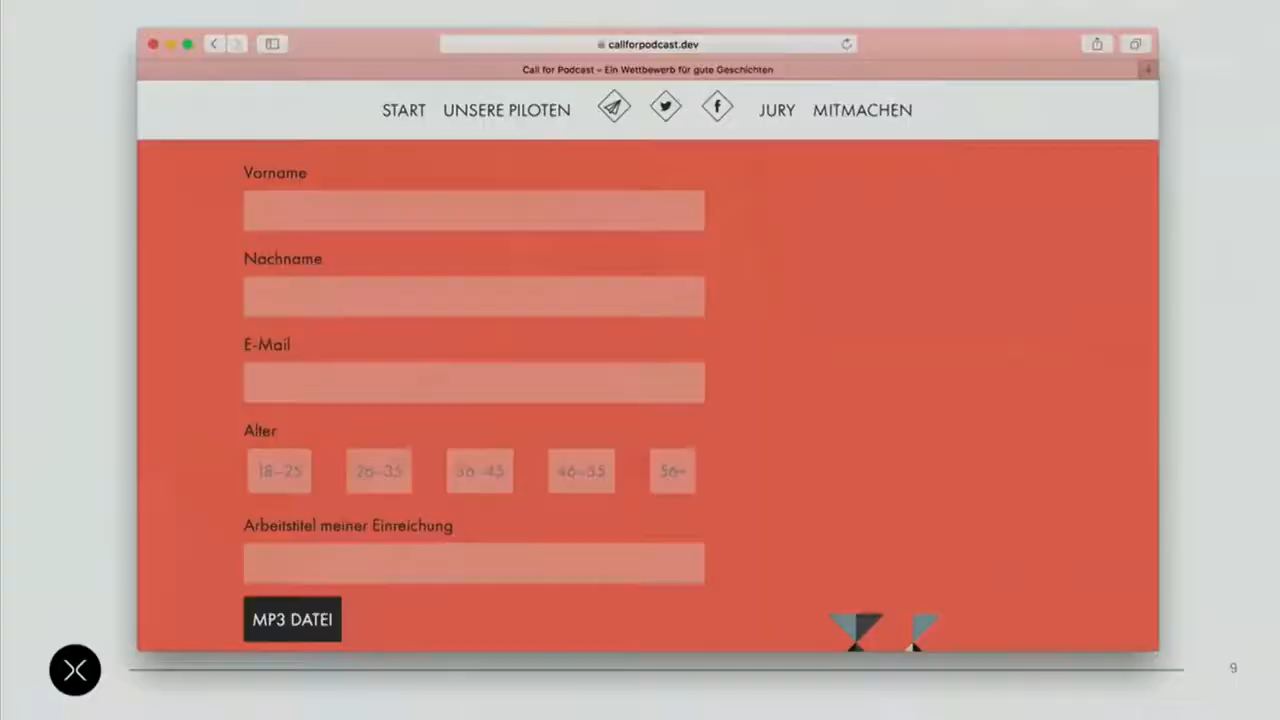 callforpodcast.dev
Call for Podcast – Ein Wettbewerb für gute Geschichten
START UNSERE PILOTEN JURY MITMACHEN
Vorname
Nachname
E-Mail
Alter
18–25 26–35 36–45 46–55 56+
Arbeitstitel meiner Einreichung
MP3 DATEI
9